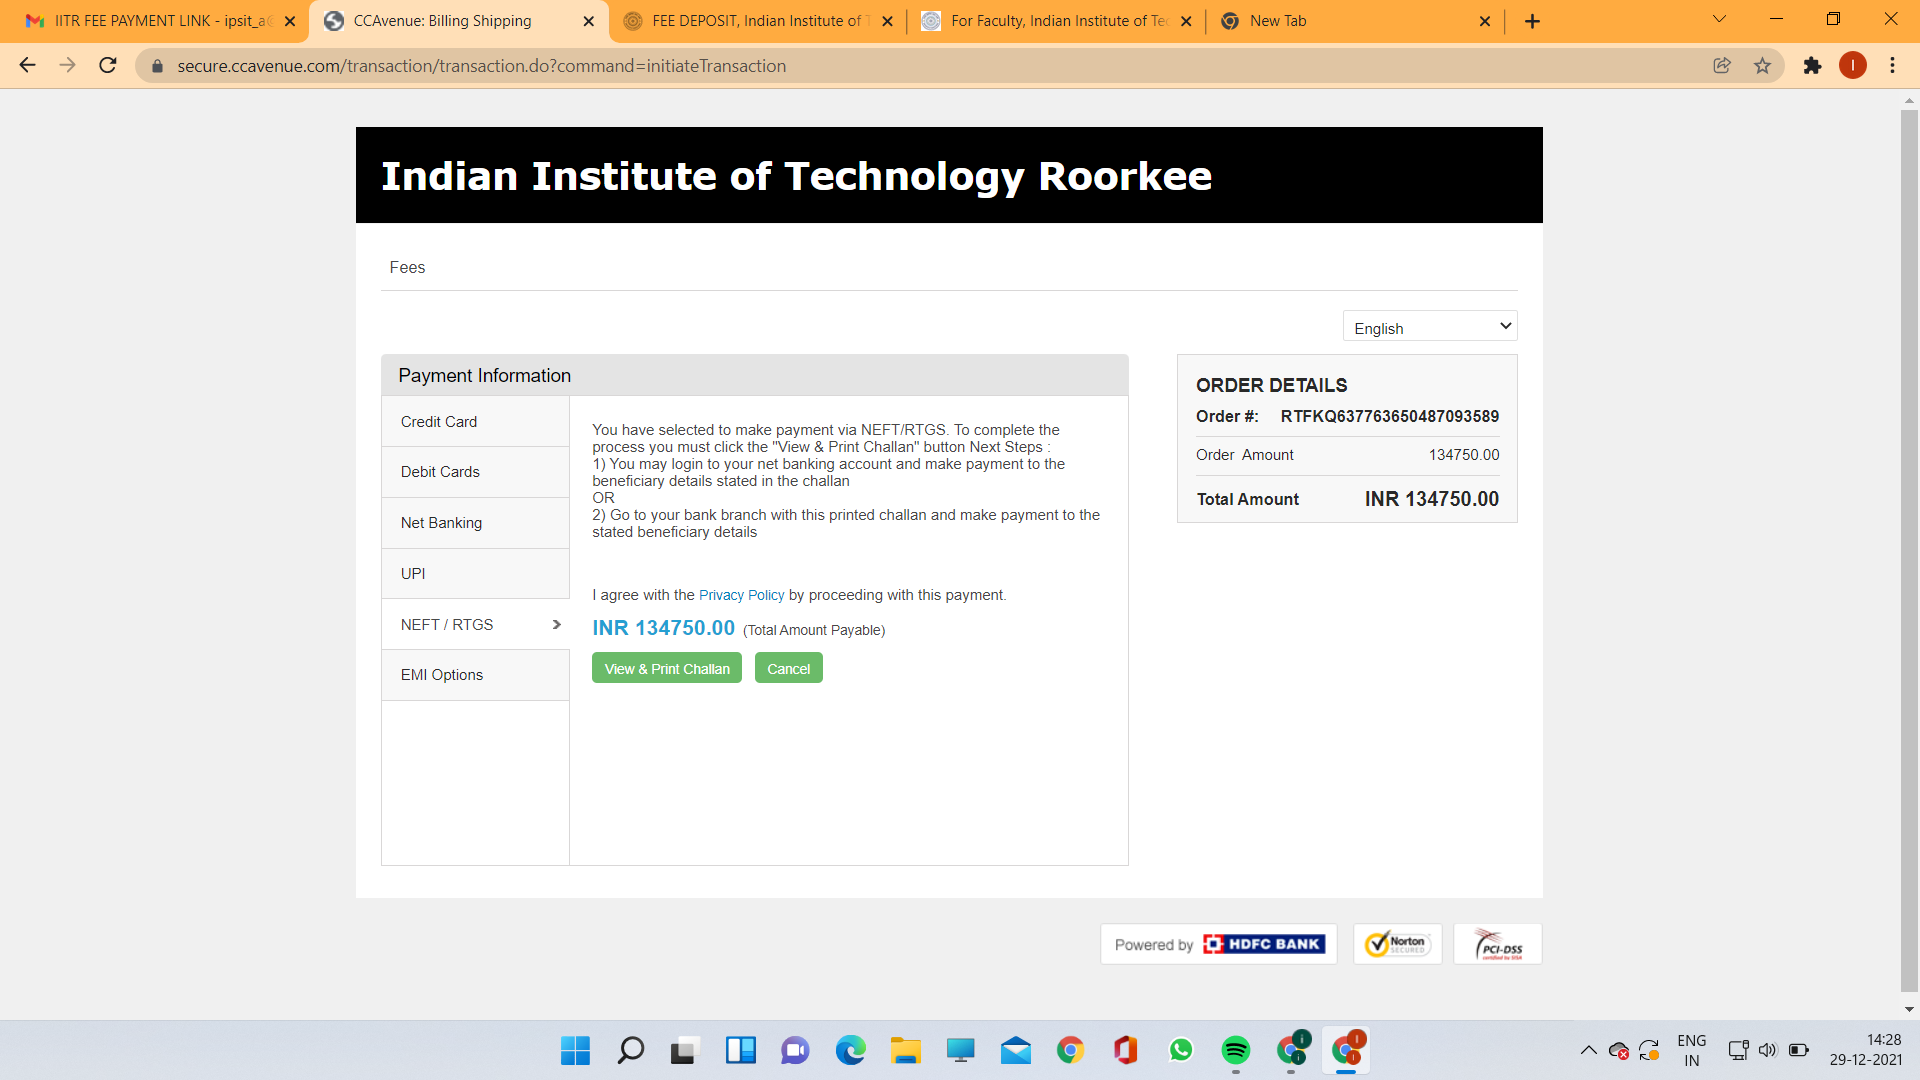 IITR FEE PAYMENT LINK - ipsit_a@
CCAvenue: Billing Shipping
FEE DEPOSIT, Indian Institute of T
For Faculty, Indian Institute of Tec
New Tab
secure.ccavenue.com/transaction/transaction.do?command=initiateTransaction
I
Indian Institute of Technology Roorkee
Fees
English
Payment Information
Credit Card
Debit Cards
Net Banking
UPI
NEFT / RTGS
EMI Options
You have selected to make payment via NEFT/RTGS. To complete the
process you must click the "View & Print Challan" button Next Steps :
1) You may login to your net banking account and make payment to the
beneficiary details stated in the challan
OR
2) Go to your bank branch with this printed challan and make payment to the
stated beneficiary details
I agree with the Privacy Policy by proceeding with this payment.
INR 134750.00 (Total Amount Payable)
View & Print Challan
Cancel
ORDER DETAILS
Order #: RTFKQ637763650487093589
Order Amount 134750.00
Total Amount INR 134750.00
Powered by HDFC BANK
Norton
SECURED
PCI-DSS
certified by DSA
ENG
IN
14:28
29-12-2021